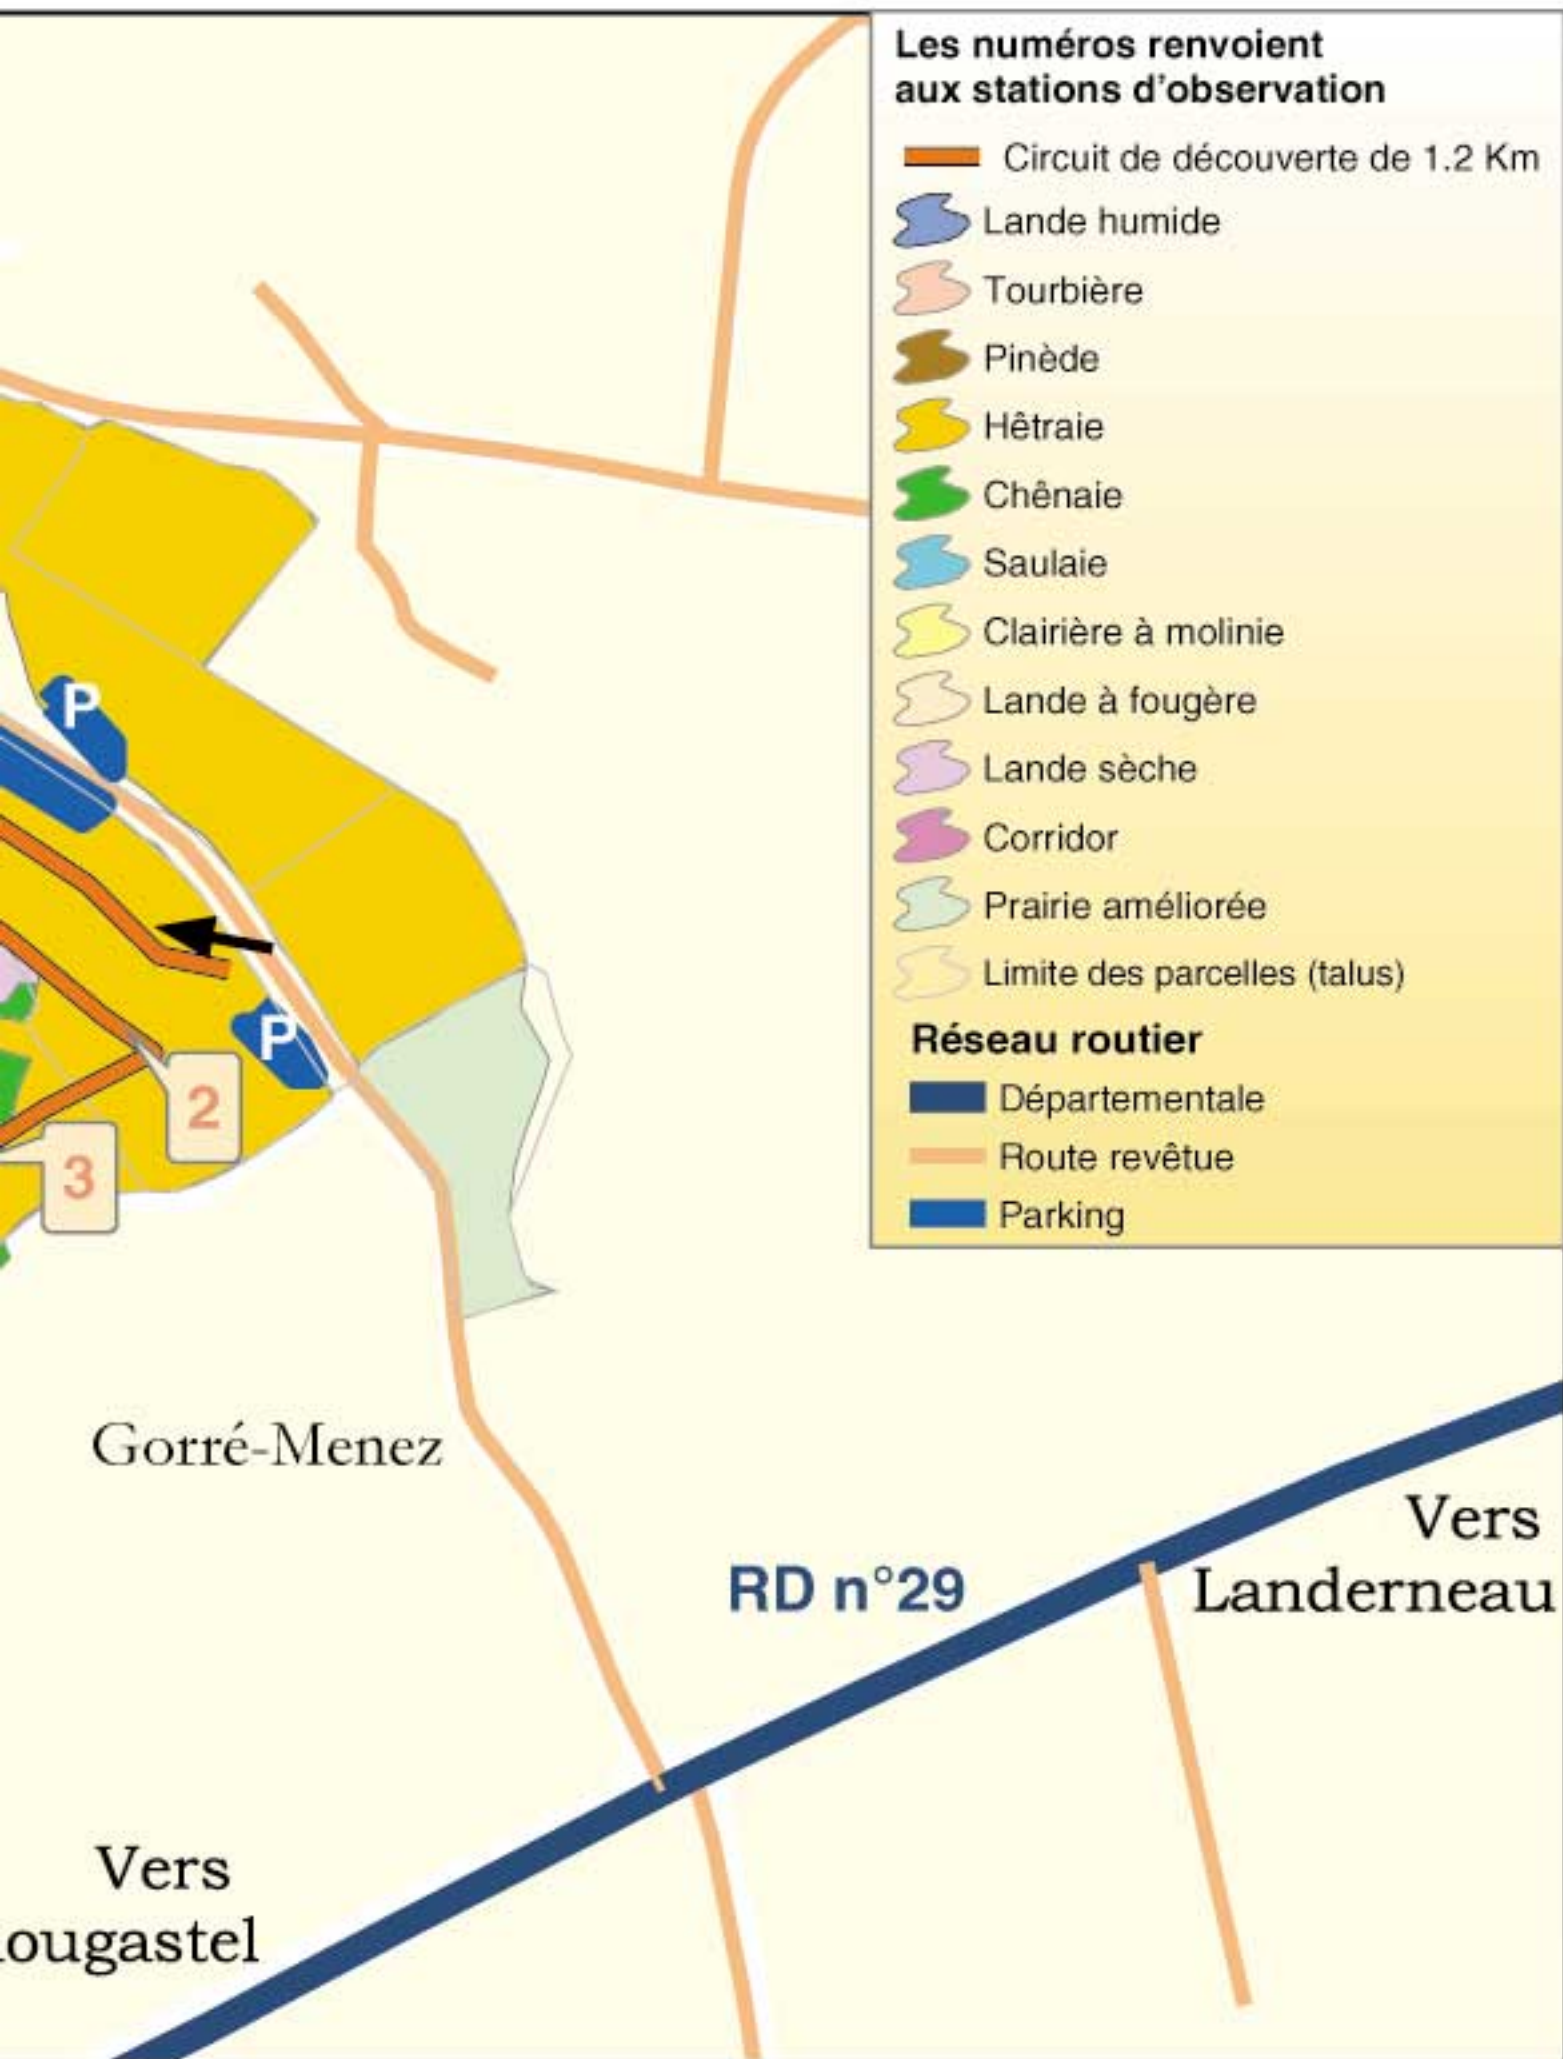 Les numéros renvoient
aux stations d'observation
Circuit de découverte de 1.2 Km
Lande humide
Tourbière
Pinède
Hêtraie
Chênaie
Saulaie
Clairière à molinie
Lande à fougère
Lande sèche
Corridor
Prairie améliorée
Limite des parcelles (talus)
Réseau routier
Départementale
Route revêtue
Parking
P
P
2
3
Gorré-Menez
RD n°29
Vers
Landerneau
Vers
lougastel